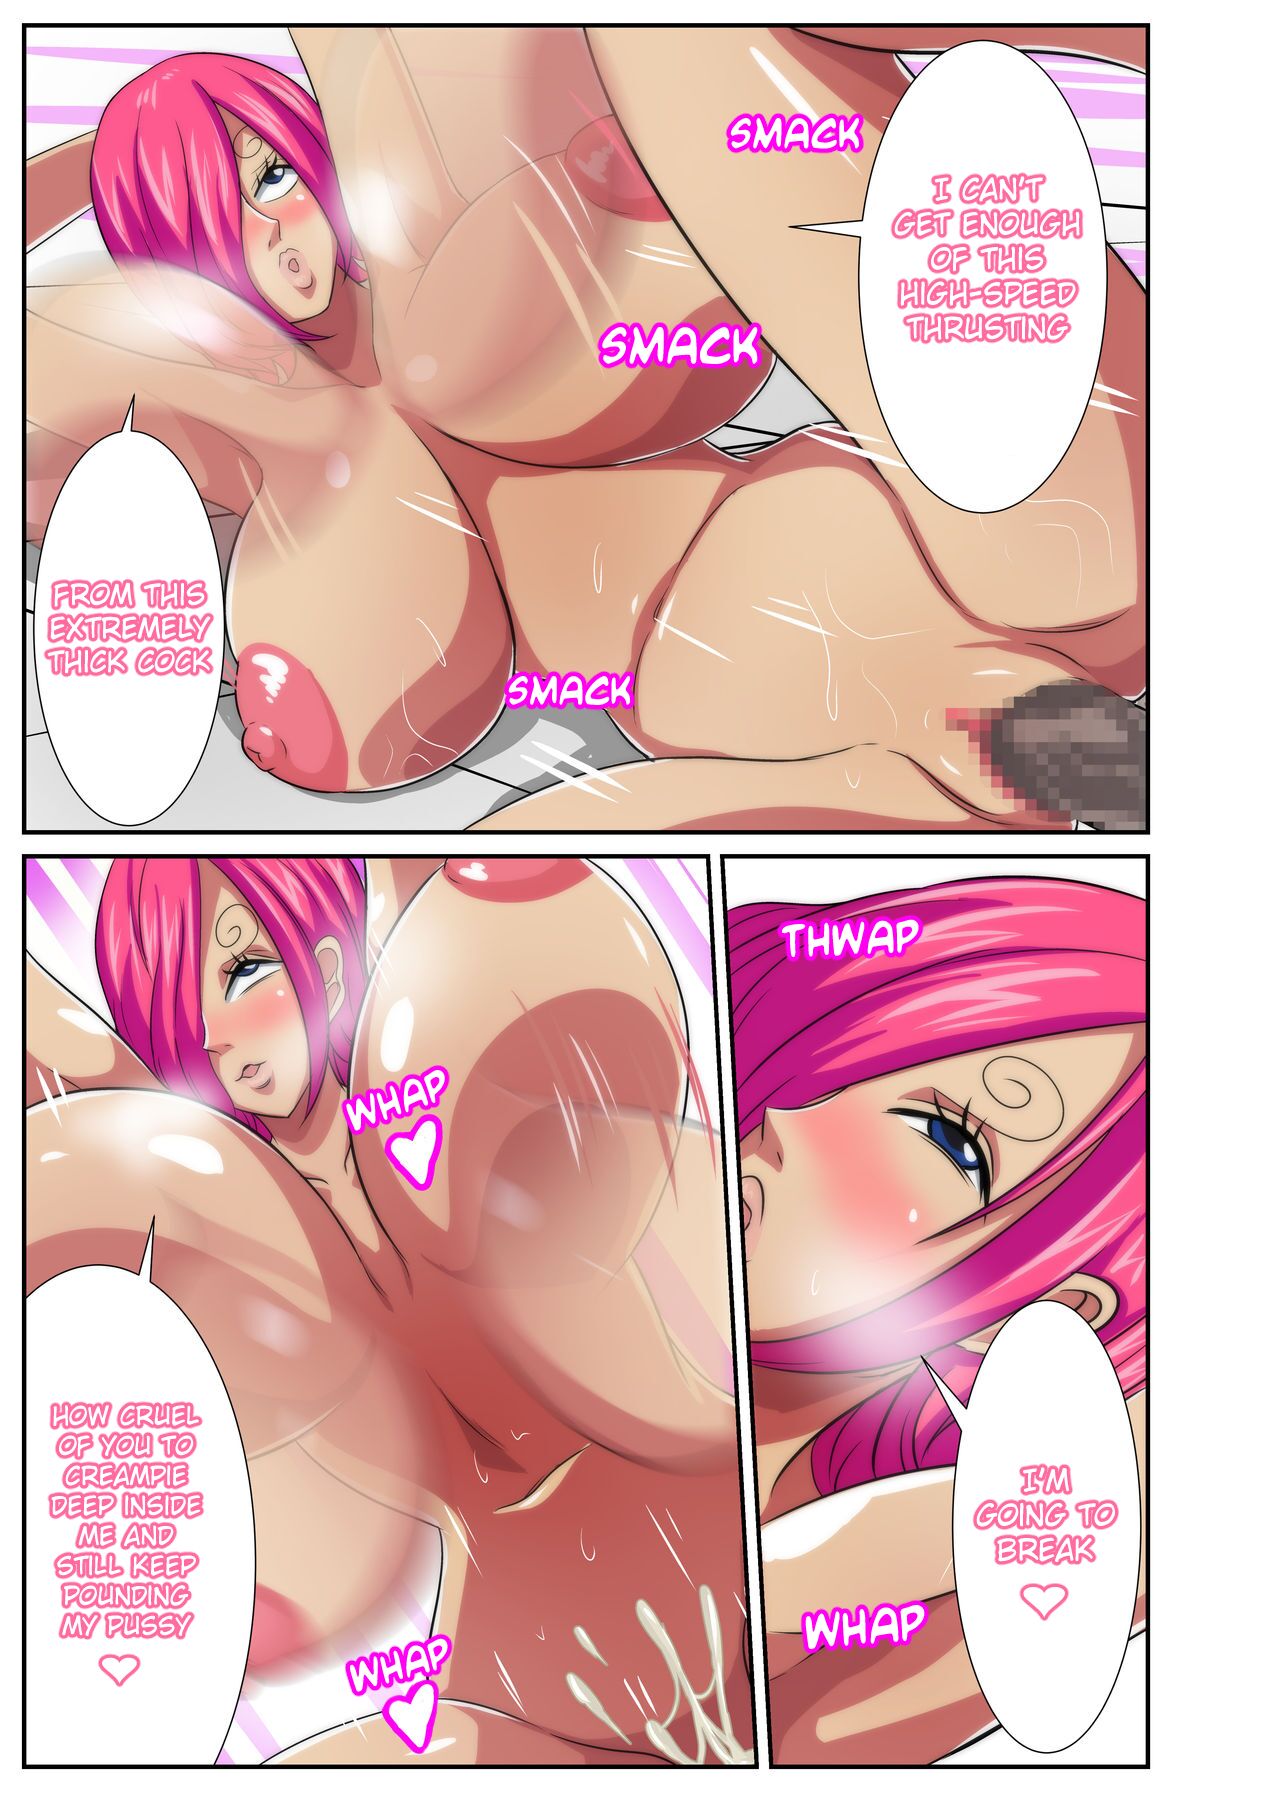 SMACK
I CAN'T
GET ENOUGH
OF THIS
HIGH-SPEED
THRUSTING
SMACK
FROM THIS
EXTREMELY
THICK COCK
SMACK
THWAP
WHAP
I'M
GOING TO
BREAK
♡
WHAP
♡
HOW CRUEL
OF YOU TO
CREAMPIE
DEEP INSIDE
ME AND
STILL KEEP
POUNDING
MY PUSSY
♡
WHAP
♡